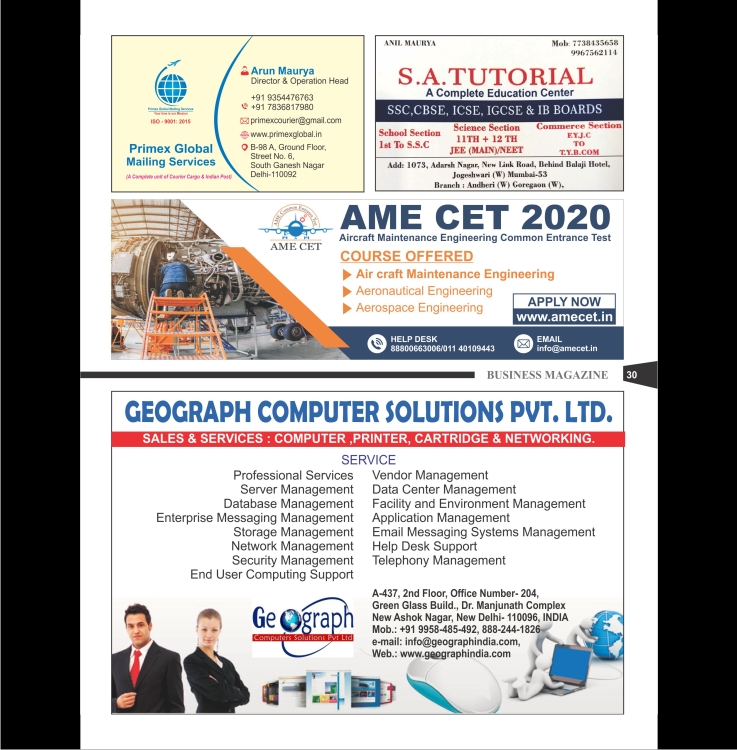 Primex Global Mailing Services
ISO - 9001: 2015
Primex Global
Mailing Services
(A Complete unit of Courier Cargo & Indian Post)
Arun Maurya
Director & Operation Head
+91 9354476763
+91 7836817980
primexcourier@gmail.com
www.primexglobal.in
B-98 A, Ground Floor,
Street No. 6,
South Ganesh Nagar
Delhi-110092
ANIL MAURYA
Mob: 7738435658
9967562114
S.A.TUTORIAL
A Complete Education Center
SSC,CBSE, ICSE, IGCSE & IB BOARDS
School Section
1st To S.S.C
Science Section
11TH + 12 TH
JEE (MAIN)/NEET
Commerce Section
F.Y.J.C
TO
T.Y.B.COM
Add: 1073, Adarsh Nagar, New Link Road, Behind Balaji Hotel,
Jogeshwari (W) Mumbai-53
Branch : Andheri (W) Goregaon (W),
AME CET
AME CET 2020
Aircraft Maintenance Engineering Common Entrance Test
COURSE OFFERED
Air craft Maintenance Engineering
Aeronautical Engineering
Aerospace Engineering
APPLY NOW
www.amecet.in
HELP DESK
88800663006/011 40109443
EMAIL
info@amecet.in
BUSINESS MAGAZINE 30
GEOGRAPH COMPUTER SOLUTIONS PVT. LTD.
SALES & SERVICES : COMPUTER ,PRINTER, CARTRIDGE & NETWORKING.
SERVICE
Professional Services
Server Management
Database Management
Enterprise Messaging Management
Storage Management
Network Management
Security Management
End User Computing Support
Vendor Management
Data Center Management
Facility and Environment Management
Application Management
Email Messaging Systems Management
Help Desk Support
Telephony Management
Geograph
Computers Solutions Pvt Ltd
A-437, 2nd Floor, Office Number- 204,
Green Glass Build., Dr. Manjunath Complex
New Ashok Nagar, New Delhi- 110096, INDIA
Mob.: +91 9958-485-492, 888-244-1826
e-mail: info@geographindia.com,
Web.: www.geographindia.com